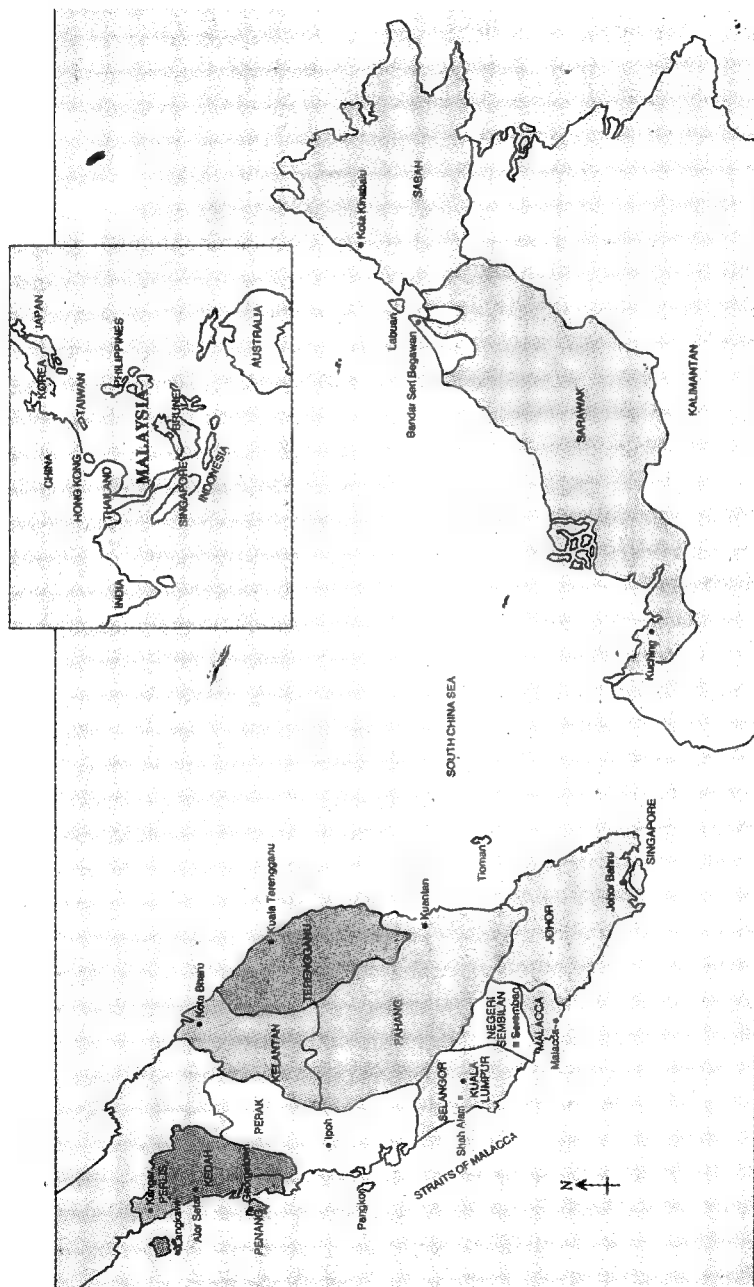 CHINA
KOREA
JAPAN
HONG KONG
TAIWAN
INDIA
THAILAND
PHILIPPINES
MALAYSIA
BRUNEI
SINGAPORE
INDONESIA
AUSTRALIA
Kangar
PERLIS
Langkawi
Alor Setar
KEDAH
Georgetown
PENANG
PERAK
Ipoh
Pangkor
Kota Bharu
KELANTAN
Kuala Terengganu
TERENGGANU
PAHANG
Kuantan
SELANGOR
Shah Alam
KUALA
LUMPUR
NEGERI
SEMBILAN
Seremban
MALACCA
Malacca
STRAITS OF MALACCA
Tioman
JOHOR
Johor Bahru
SINGAPORE
SOUTH CHINA SEA
Kota Kinabalu
SABAH
Labuan
Bandar Seri Begawan
SARAWAK
Kuching
KALIMANTAN
N